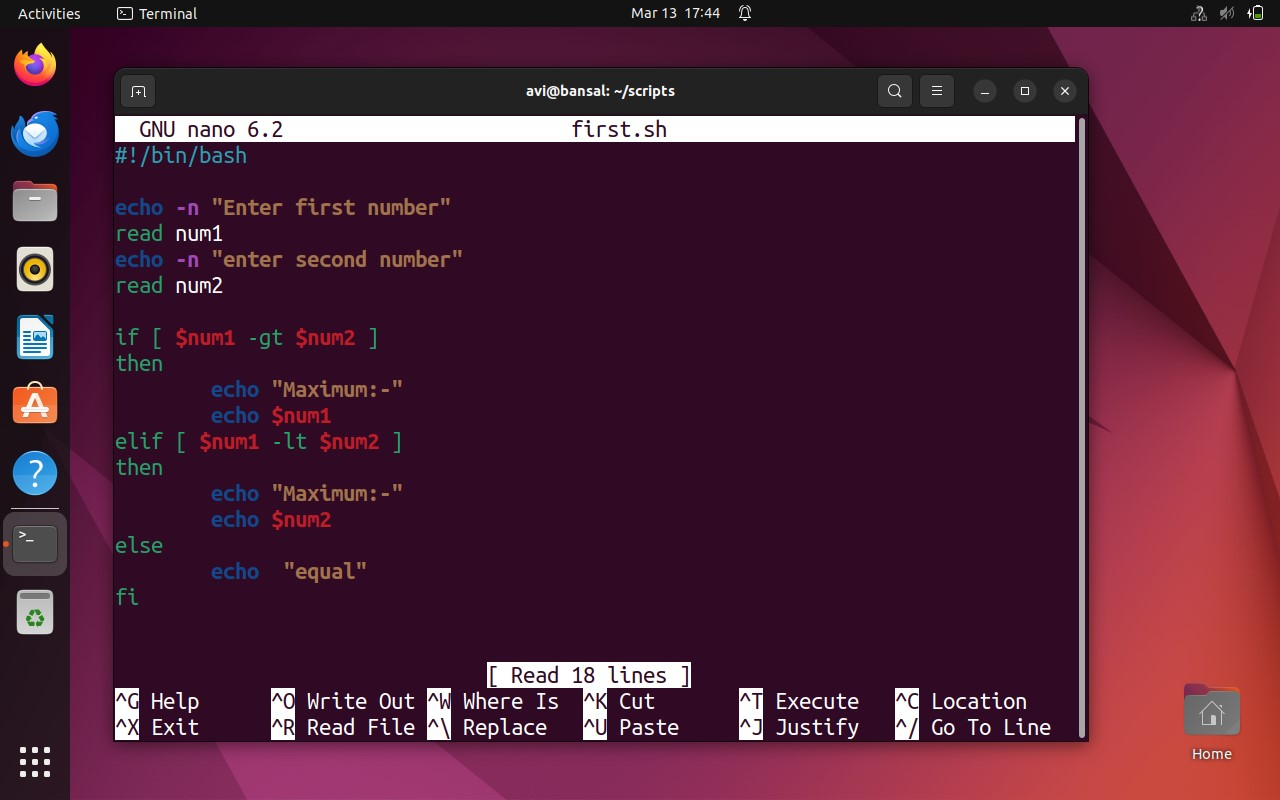 Activities Terminal Mar 13 17:44
avi@bansal: ~/scripts
GNU nano 6.2 first.sh
#!/bin/bash

echo -n "Enter first number"
read num1
echo -n "enter second number"
read num2

if [ $num1 -gt $num2 ]
then
        echo "Maximum:-"
        echo $num1
elif [ $num1 -lt $num2 ]
then
        echo "Maximum:-"
        echo $num2
else
        echo  "equal"
fi

[ Read 18 lines ]
^G Help ^O Write Out ^W Where Is ^K Cut ^T Execute ^C Location
^X Exit ^R Read File ^\ Replace ^U Paste ^J Justify ^/ Go To Line
Home